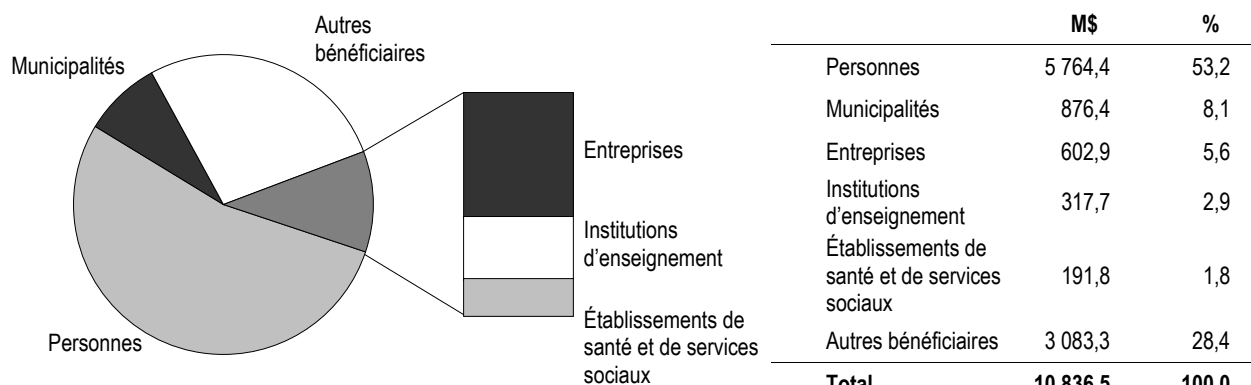 Autres
bénéficiaires
Municipalités
Personnes
Entreprises
Institutions
d'enseignement
Établissements de
santé et de services
sociaux
M$ %
Personnes 5 764,4 53,2
Municipalités 876,4 8,1
Entreprises 602,9 5,6
Institutions
d'enseignement 317,7 2,9
Établissements de
santé et de services
sociaux 191,8 1,8
Autres bénéficiaires 3 083,3 28,4
Total 10 836,5 100,0